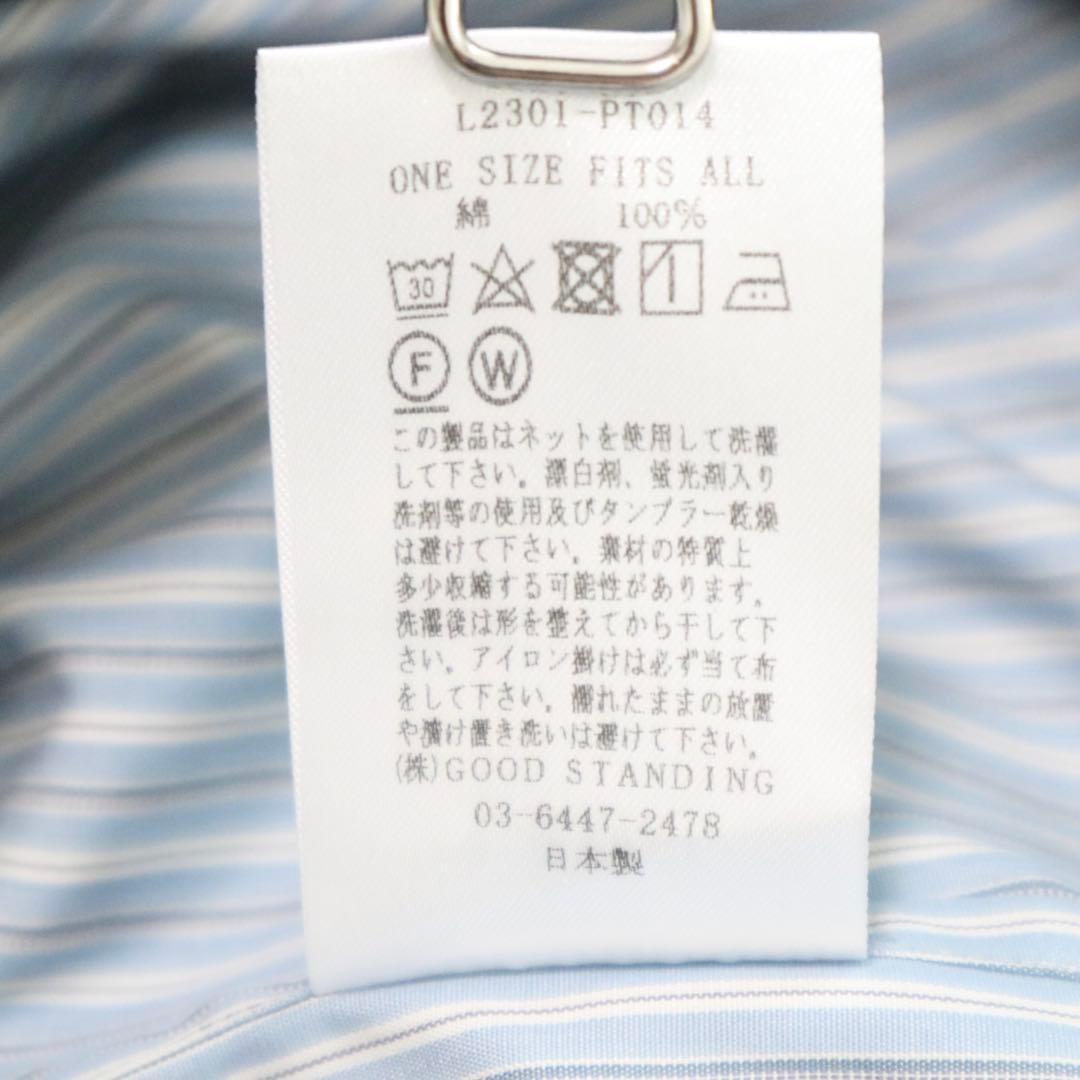 L2301-PT014
ONE SIZE FITS ALL
綿 100%
30
F W
この製品はネットを使用して洗濯
して下さい。漂白剤、蛍光剤入り
洗剤等の使用及びタンブラー乾燥
は避けて下さい。素材の特質上
多少収縮する可能性があります。
洗濯後は形を整えてから干して下
さい。アイロン掛けは必ず当て布
をして下さい。濡れたままの放置
や漬け置き洗いは避けて下さい。
(株)GOOD STANDING
03-6447-2478
日本製